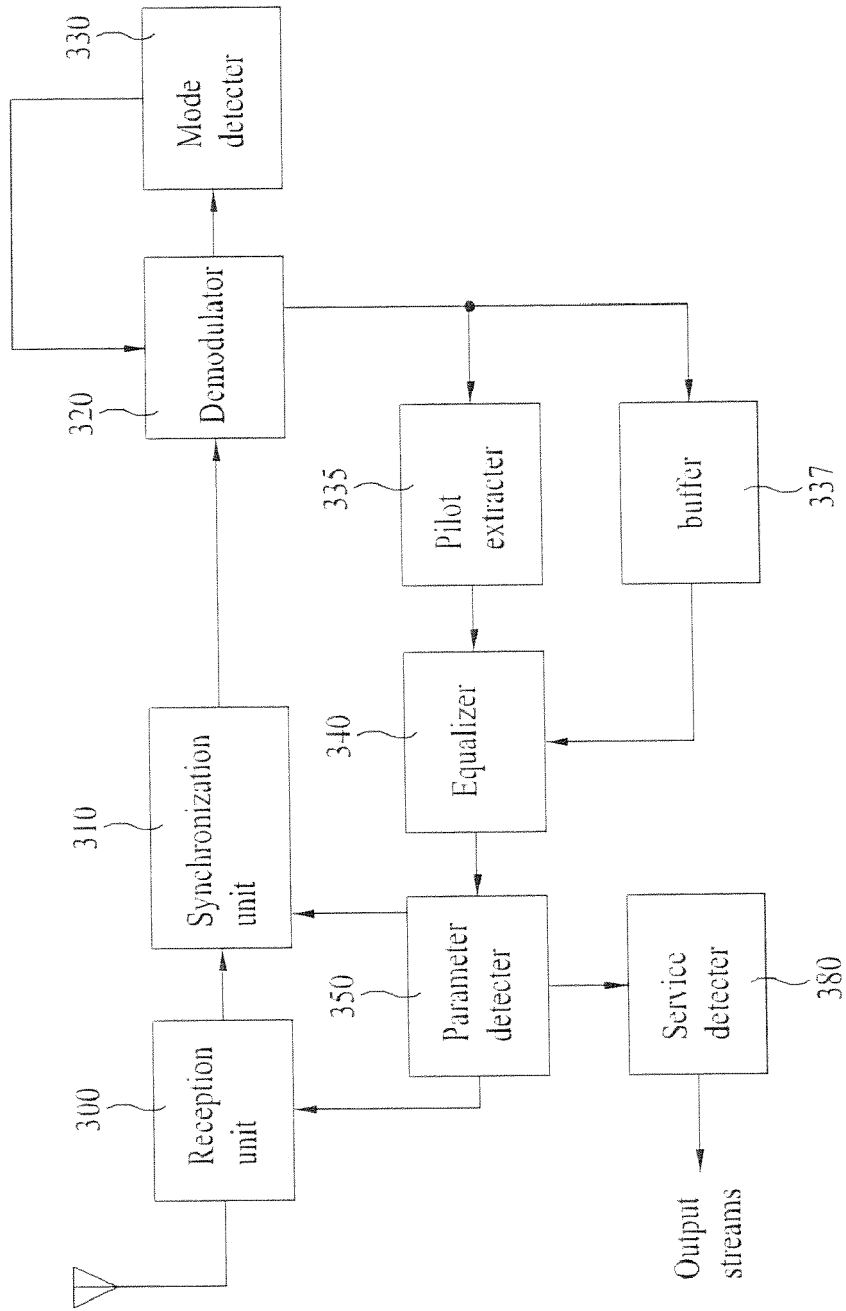 300
Reception
unit
310
Synchronization
unit
320
Demodulator
330
Mode
detecter
350
Parameter
detecter
340
Equalizer
335
Pilot
extracter
Output
streams
Service
detecter
380
buffer
337